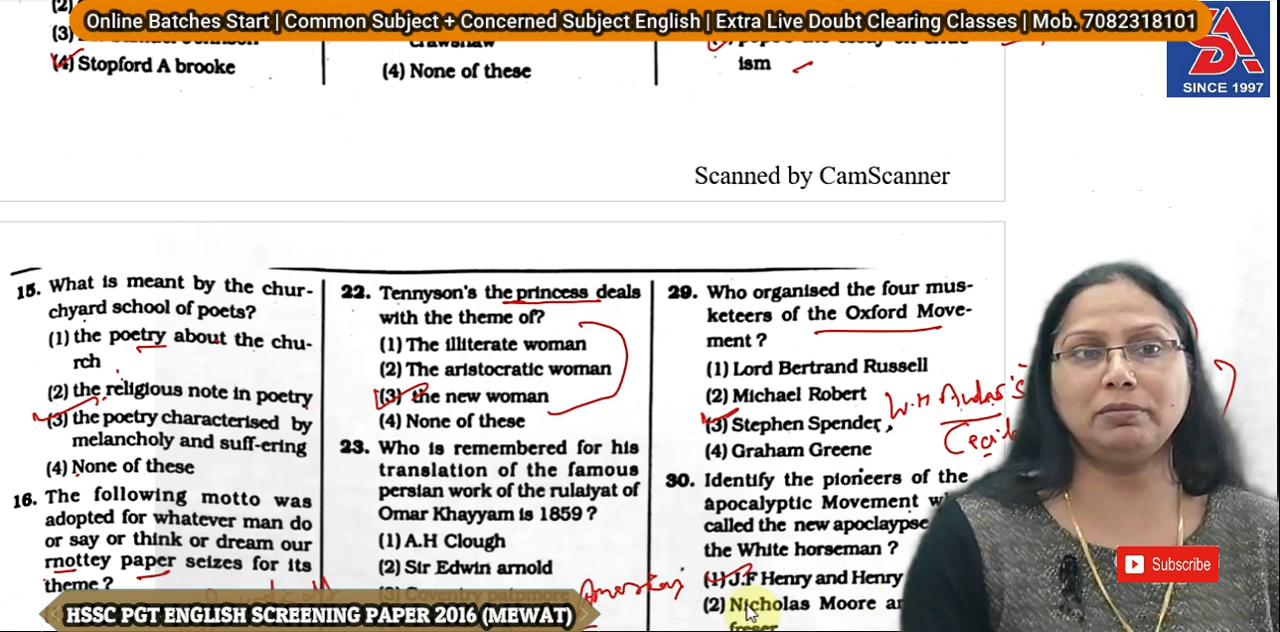 Online Batches Start | Common Subject + Concerned Subject English | Extra Live Doubt Clearing Classes | Mob. 7082318101
SA
SINCE 1997
(2)
(3)
(4) Stopford A brooke
crawshaw
(4) None of these
ism
Scanned by CamScanner
15. What is meant by the chur-
chyard school of poets?
(1) the poetry about the chu-
rch
(2) the religious note in poetry
(3) the poetry characterised by
melancholy and suff-ering
(4) None of these
16. The following motto was
adopted for whatever man do
or say or think or dream our
mottey paper seizes for its
theme ?
22. Tennyson's the princess deals
with the theme of?
(1) The illiterate woman
(2) The aristocratic woman
(3) the new woman
(4) None of these
23. Who is remembered for his
translation of the famous
persian work of the rulaiyat of
Omar Khayyam is 1859 ?
(1) A.H Clough
(2) Sir Edwin arnold
(3) Coventry patpmore
29. Who organised the four mus-
keteers of the Oxford Move-
ment ?
(1) Lord Bertrand Russell
(2) Michael Robert
(3) Stephen Spender,
(4) Graham Greene
W.H
30. Identify the pioneers of the
Apocalyptic Movement
called the new apoclaypse
the White horseman ?
(1) J.F Henry and Henry
(2) Nicholas Moore
freser
Subscribe
HSSC PGT ENGLISH SCREENING PAPER 2016 (MEWAT)